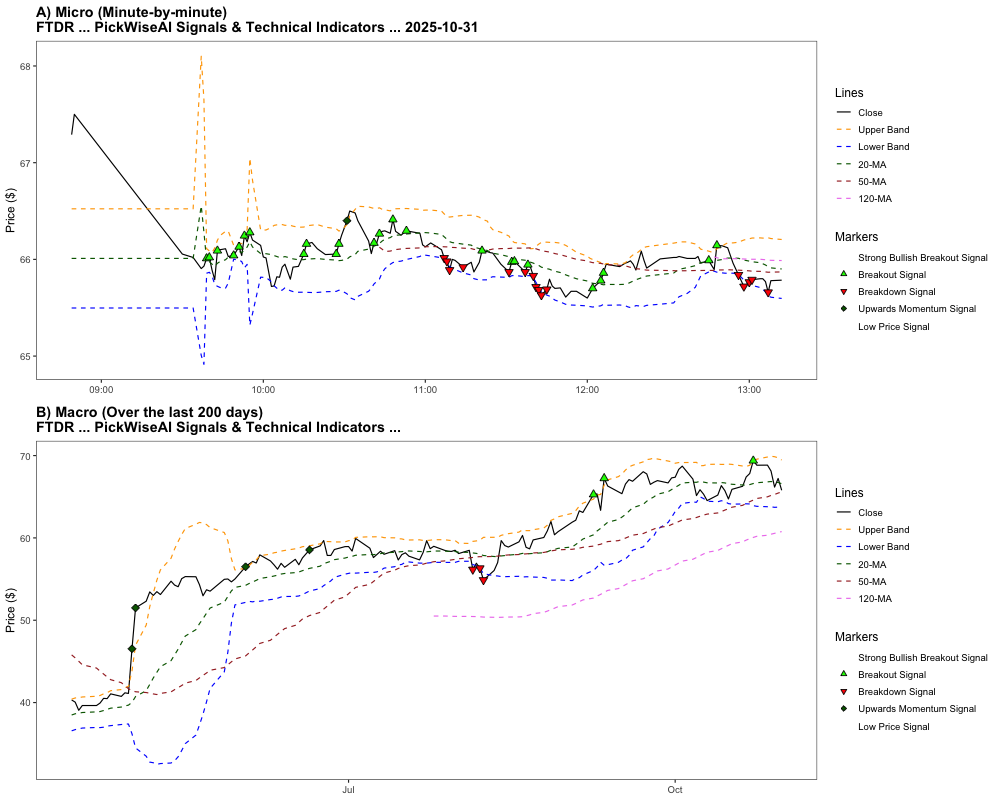 A) Micro (Minute-by-minute)
FTDR ... PickWiseAI Signals & Technical Indicators ... 2025-10-31
68
67
66
65
Price ($)
09:00
10:00
11:00
12:00
13:00
Lines
Close
Upper Band
Lower Band
20-MA
50-MA
120-MA
Markers
Strong Bullish Breakout Signal
Breakout Signal
Breakdown Signal
Upwards Momentum Signal
Low Price Signal
B) Macro (Over the last 200 days)
FTDR ... PickWiseAI Signals & Technical Indicators ...
70
60
50
40
Price ($)
Jul
Oct
Lines
Close
Upper Band
Lower Band
20-MA
50-MA
120-MA
Markers
Strong Bullish Breakout Signal
Breakout Signal
Breakdown Signal
Upwards Momentum Signal
Low Price Signal